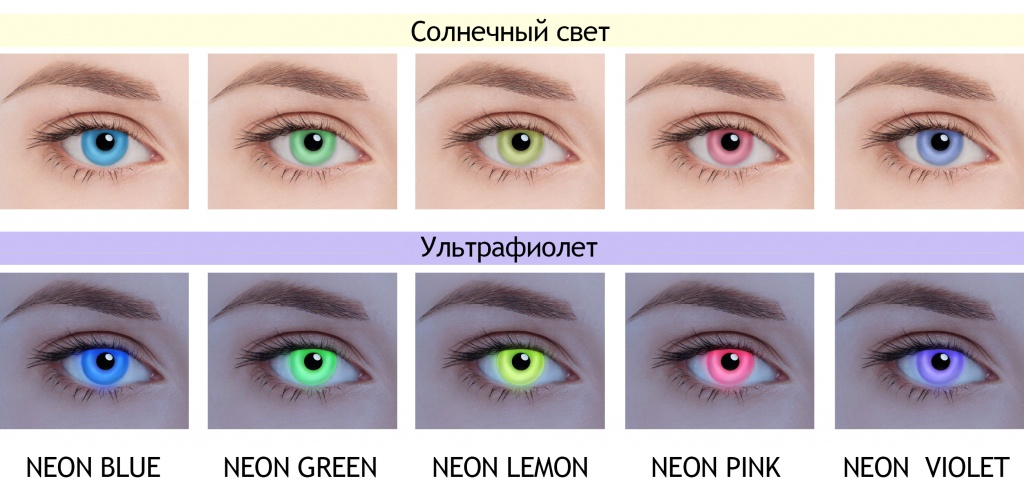 Солнечный свет
Ультрафиолет
NEON BLUE
NEON GREEN
NEON LEMON
NEON PINK
NEON  VIOLET